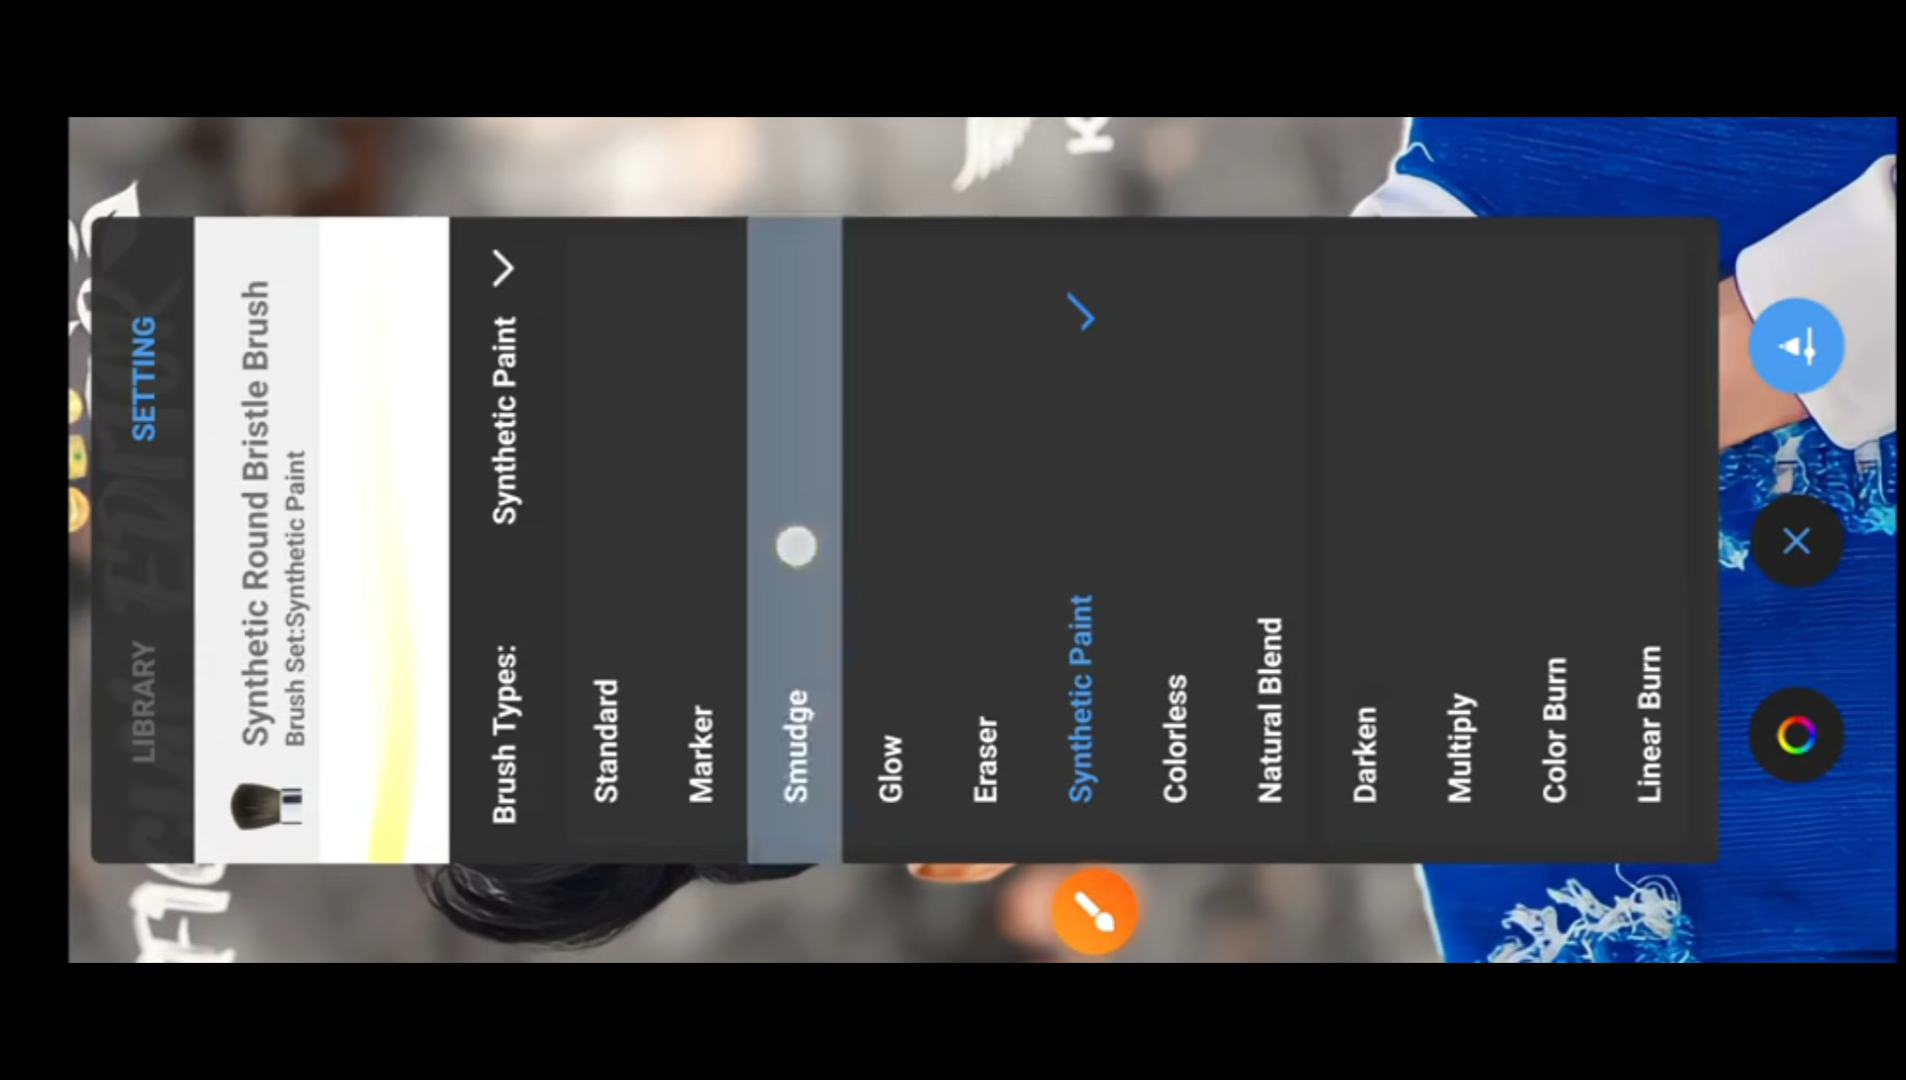 LIBRARY
SETTING
Synthetic Round Bristle Brush
Brush Set:Synthetic Paint
Brush Types:
Synthetic Paint
Standard
Marker
Smudge
Glow
Eraser
Synthetic Paint
Colorless
Natural Blend
Darken
Multiply
Color Burn
Linear Burn